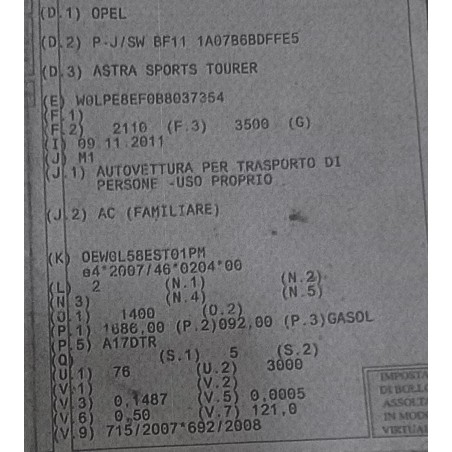 (D.1) OPEL
(D.2) P-J/SW BF11 1A07B6BDFFE5
(D.3) ASTRA SPORTS TOURER
(E) W0LPE8EF0B8037354
(F.1)
(F.2) 2110 (F.3) 3500 (G)
(I) 09.11.2011
(J) M1
(J.1) AUTOVETTURA PER TRASPORTO DI
PERSONE -USO PROPRIO
(J.2) AC (FAMILIARE)
(K) OEW0L58EST01PM
e4*2007/46*0204*00
(L) 2 (N.1) (N.2)
(N.3) (N.4) (N.5)
(O.1) 1400 (O.2)
(P.1) 1686,00 (P.2)092,00 (P.3)GASOL
(P.5) A17DTR
(Q) (S.1) 5 (S.2)
(U.1) 76 (U.2) 3000
(V.1) (V.2)
(V.3) 0,1487 (V.5) 0,0005
(V.6) 0,50 (V.7) 121,0
(V.9) 715/2007*692/2008
IMPOSTA
DI BOLLO
ASSOLTA
IN MODO
VIRTUAL